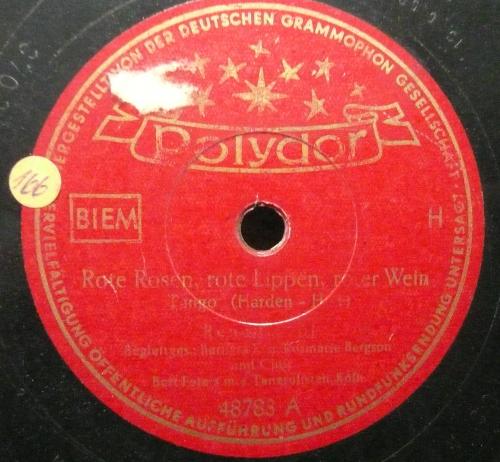 HERGESTELLT VON DER DEUTSCHEN GRAMMOPHON GESELLSCHAFT · VERVIELFÄLTIGUNG ÖFFENTLICHE AUFFÜHRUNG UND RUNDFUNKSENDUNG UNTERSAGT ·
Polydor
166
BIEM
H
Rote Rosen, rote Lippen, roter Wein
Tango (Harden -
Begleitges.: Bergson
und Chor
Tanzsolisten, Köln
48783 A